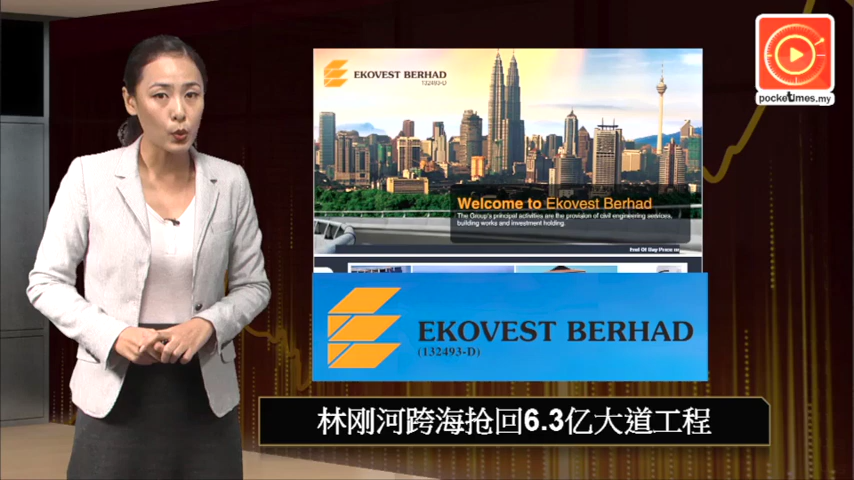 EKOVEST BERHAD
132493-D
Welcome to Ekovest Berhad
The Group's principal activities are the provision of civil engineering services,
building works and investment holding.
End Of Day Price as
pocketimes.my
EKOVEST BERHAD
(132493-D)
林刚河跨海抢回6.3亿大道工程